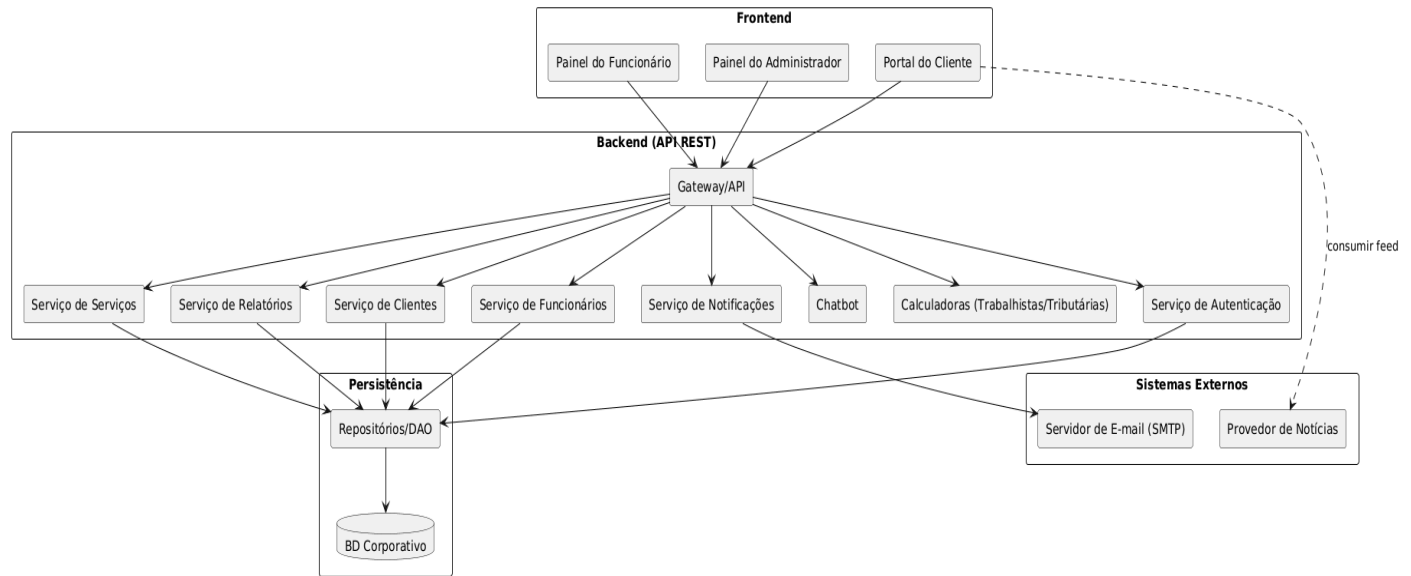 Frontend
Painel do Funcionário
Painel do Administrador
Portal do Cliente
Backend (API REST)
Gateway/API
consumir feed
Serviço de Serviços
Serviço de Relatórios
Serviço de Clientes
Serviço de Funcionários
Serviço de Notificações
Chatbot
Calculadoras (Trabalhistas/Tributárias)
Serviço de Autenticação
Persistência
Sistemas Externos
Repositórios/DAO
Servidor de E-mail (SMTP)
Provedor de Notícias
BD Corporativo